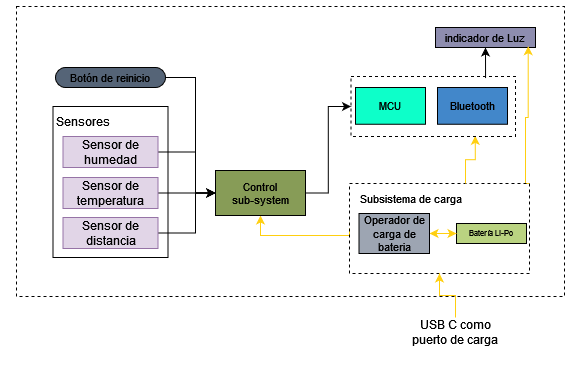 indicador de Luz
Botón de reinicio
MCU
Bluetooth
Sensores
Sensor de
humedad
Sensor de
temperatura
Sensor de
distancia
Control
sub-system
Subsistema de carga
Operador de
carga de
bateria
Batería LI-Po
USB C como
puerto de carga